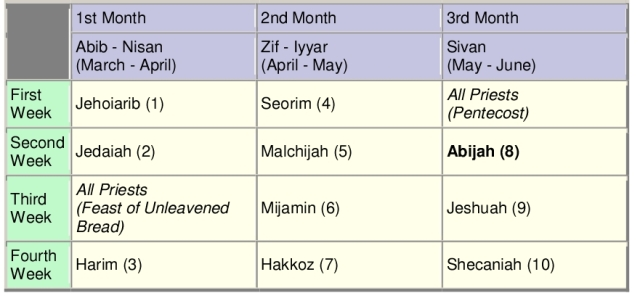 1st Month
2nd Month
3rd Month
Abib - Nisan
(March - April)
Zif - Iyyar
(April - May)
Sivan
(May - June)
First
Week
Jehoiarib (1)
Seorim (4)
All Priests
(Pentecost)
Second
Week
Jedaiah (2)
Malchijah (5)
Abijah (8)
Third
Week
All Priests
(Feast of Unleavened
Bread)
Mijamin (6)
Jeshuah (9)
Fourth
Week
Harim (3)
Hakkoz (7)
Shecaniah (10)